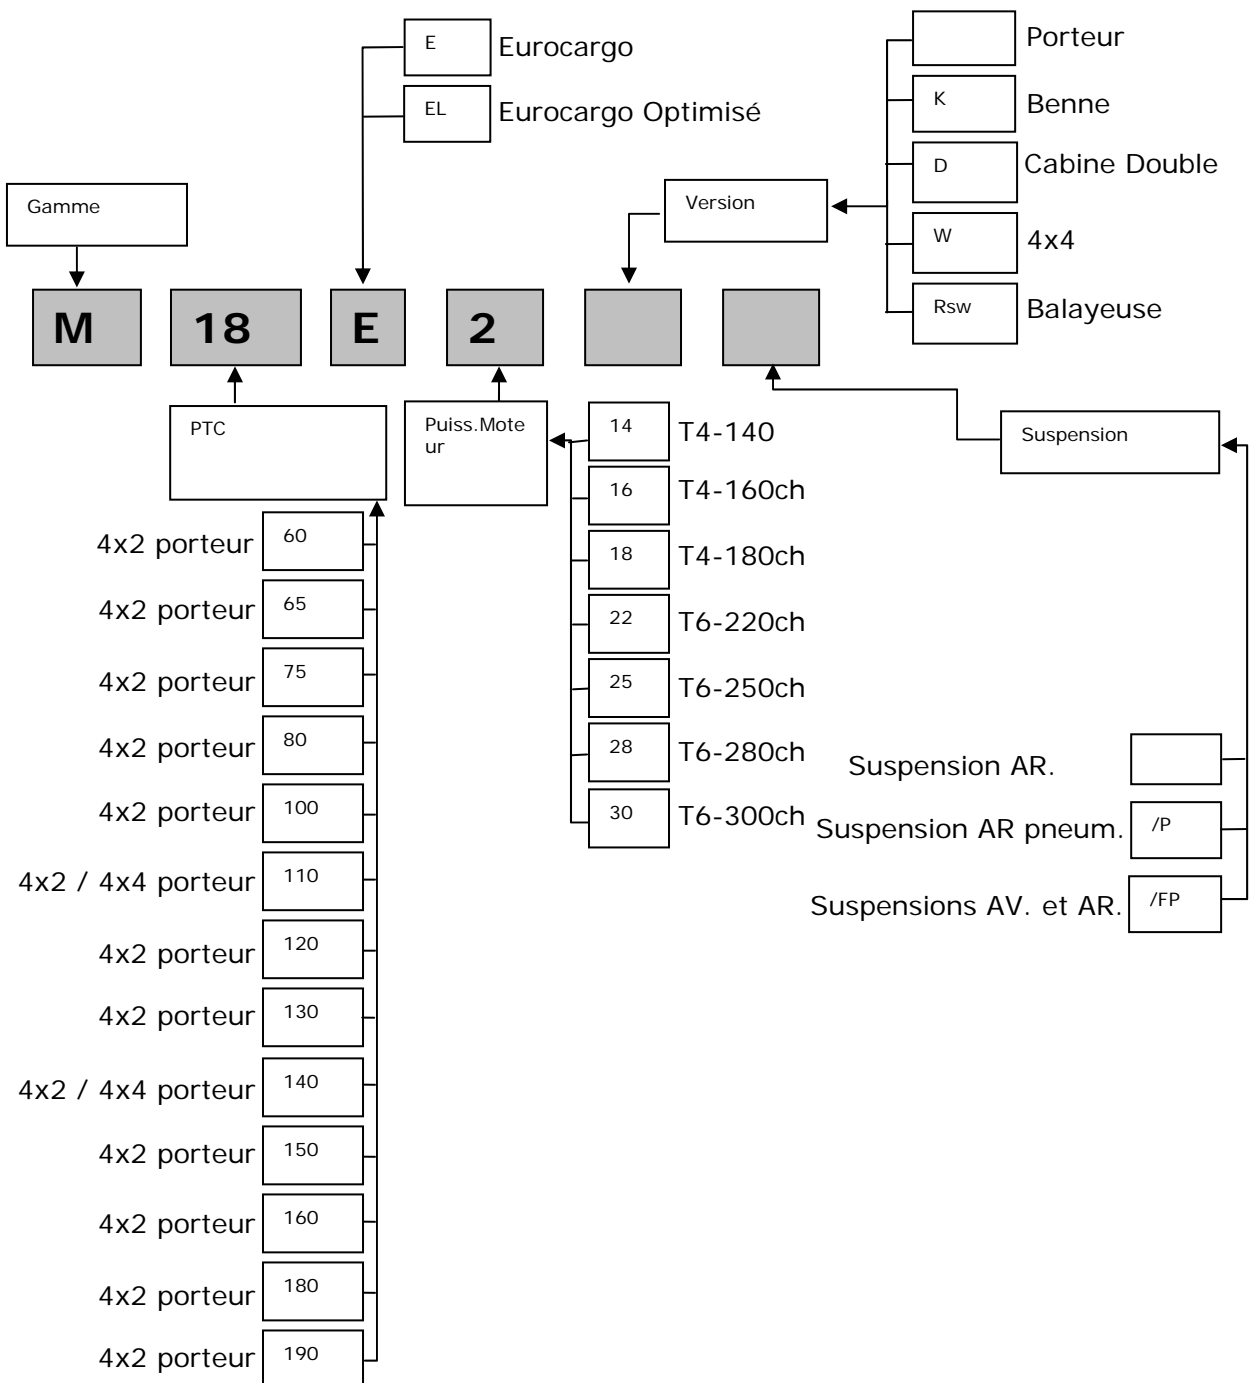 E Eurocargo
EL Eurocargo Optimisé
Porteur
K Benne
D Cabine Double
W 4x4
Rsw Balayeuse
Gamme
Version
M 18 E 2
PTC
Puiss.Mote
ur
Suspension
14 T4-140
16 T4-160ch
18 T4-180ch
22 T6-220ch
25 T6-250ch
28 T6-280ch
30 T6-300ch
4x2 porteur 60
4x2 porteur 65
4x2 porteur 75
4x2 porteur 80
4x2 porteur 100
4x2 / 4x4 porteur 110
4x2 porteur 120
4x2 porteur 130
4x2 / 4x4 porteur 140
4x2 porteur 150
4x2 porteur 160
4x2 porteur 180
4x2 porteur 190
Suspension AR.
Suspension AR pneum. /P
Suspensions AV. et AR. /FP